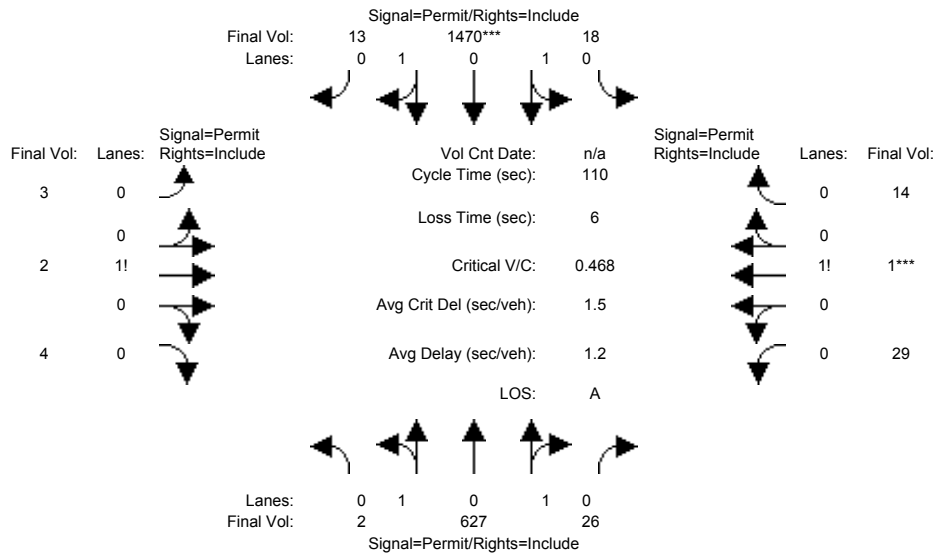 Signal=Permit/Rights=Include
Final Vol: 13 1470*** 18
Lanes: 0 1 0 1 0
Signal=Permit Signal=Permit
Final Vol: Lanes: Rights=Include Vol Cnt Date: n/a Rights=Include Lanes: Final Vol:
Cycle Time (sec): 110
3 0 0 14
Loss Time (sec): 6
0 0
2 1! Critical V/C: 0.468 1! 1***
0 Avg Crit Del (sec/veh): 1.5 0
4 0 Avg Delay (sec/veh): 1.2 0 29
LOS: A
Lanes: 0 1 0 1 0
Final Vol: 2 627 26
Signal=Permit/Rights=Include